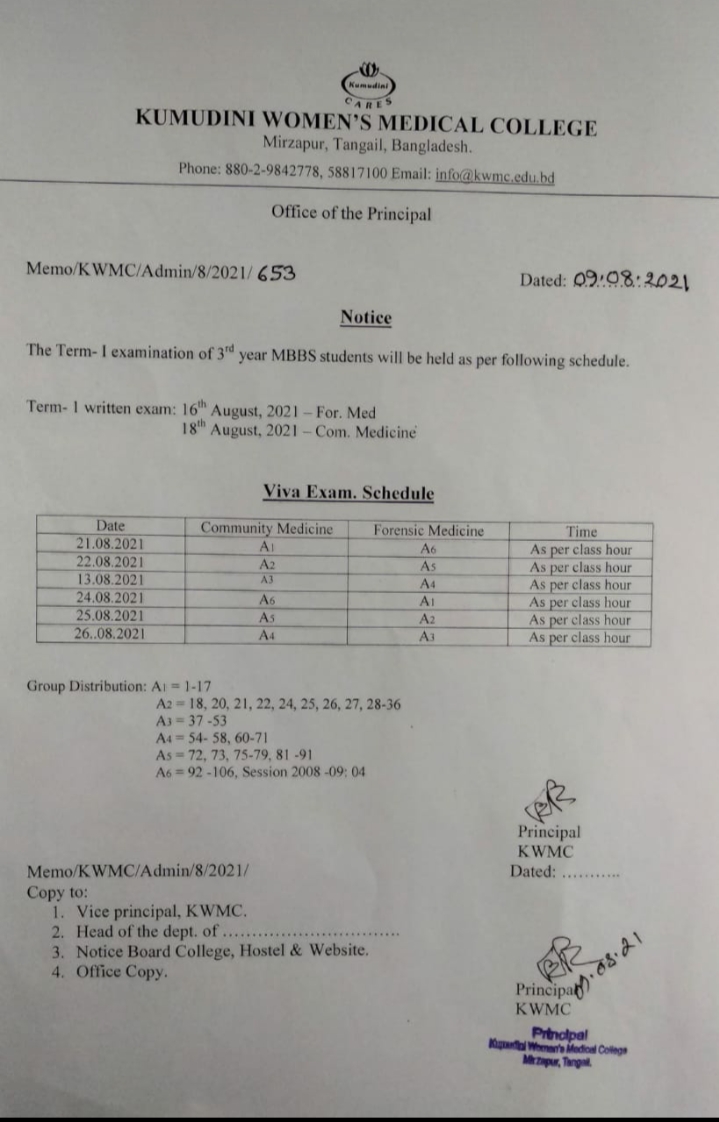 Kumudini
CARES
KUMUDINI WOMEN'S MEDICAL COLLEGE
Mirzapur, Tangail, Bangladesh.
Phone: 880-2-9842778, 58817100 Email: info@kwmc.edu.bd
Office of the Principal
Memo/KWMC/Admin/8/2021/ 653 Dated: 09.08.2021
Notice
The Term- I examination of 3rd year MBBS students will be held as per following schedule.
Term- 1 written exam: 16th August, 2021 – For. Med
18th August, 2021 – Com. Medicine
Viva Exam. Schedule
Date Community Medicine Forensic Medicine Time
21.08.2021 A1 A6 As per class hour
22.08.2021 A2 A5 As per class hour
13.08.2021 A3 A4 As per class hour
24.08.2021 A6 A1 As per class hour
25.08.2021 A5 A2 As per class hour
26..08.2021 A4 A3 As per class hour
Group Distribution: A1 = 1-17
A2 = 18, 20, 21, 22, 24, 25, 26, 27, 28-36
A3 = 37 -53
A4 = 54- 58, 60-71
A5 = 72, 73, 75-79, 81 -91
A6 = 92 -106, Session 2008 -09: 04
Principal
KWMC
Memo/KWMC/Admin/8/2021/ Dated: ...........
Copy to:
1. Vice principal, KWMC.
2. Head of the dept. of ................................
3. Notice Board College, Hostel & Website.
4. Office Copy.
Principal
KWMC
Principal
Kumudini Women's Medical College
Mirzapur, Tangail.